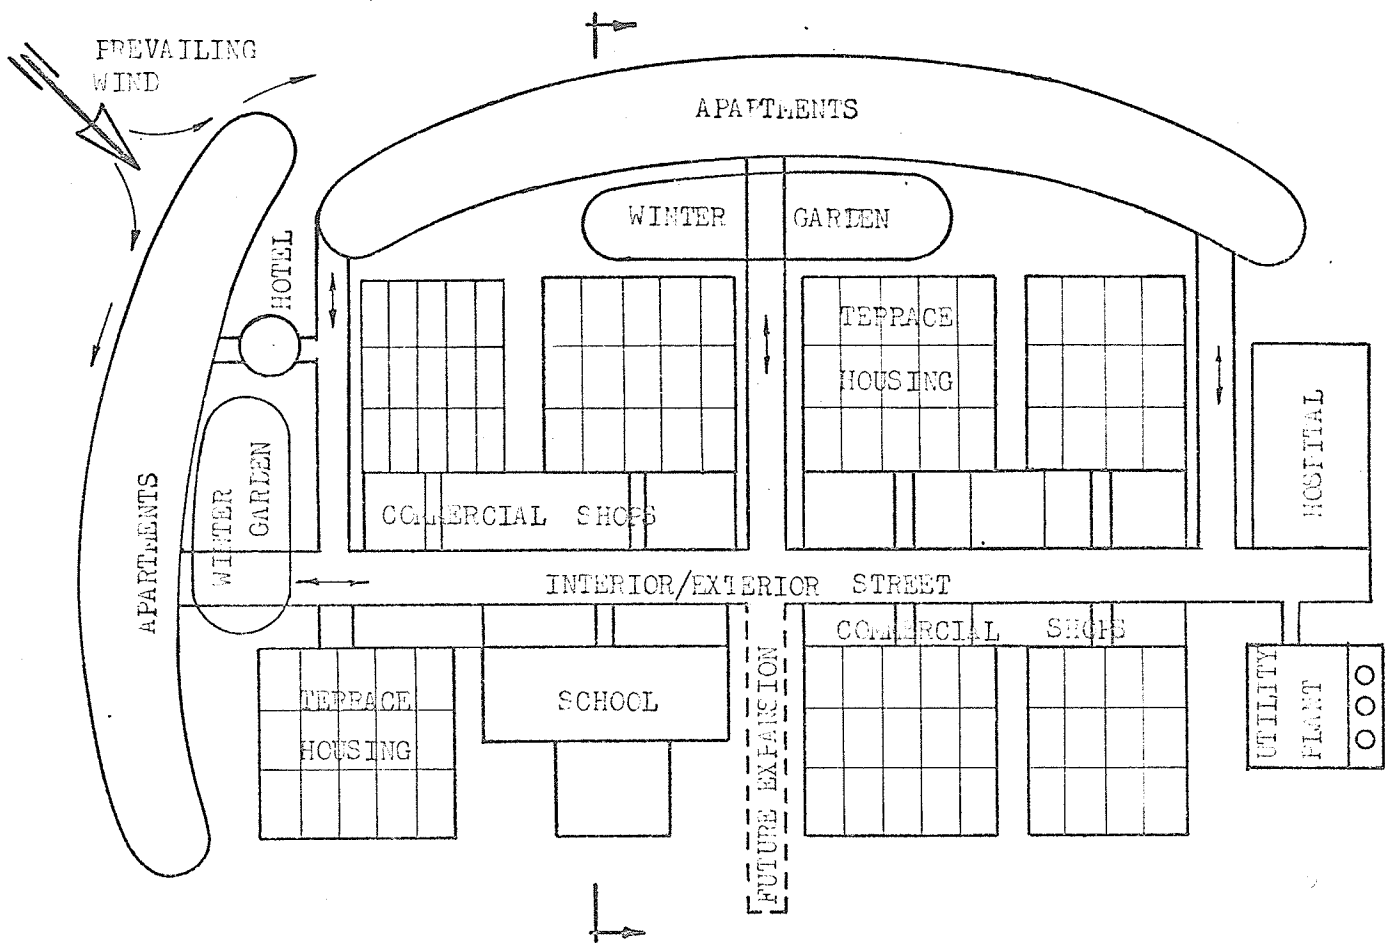 PREVAILING
WIND
APARTMENTS
WINTER GARDEN
HOTEL
TERRACE
HOUSING
HOSPITAL
APARTMENTS
WINTER
GARDEN
COMMERCIAL SHOPS
INTERIOR/EXTERIOR STREET
COMMERCIAL SHOPS
TERRACE
HOUSING
SCHOOL
FUTURE EXPANSION
UTILITY
PLANT